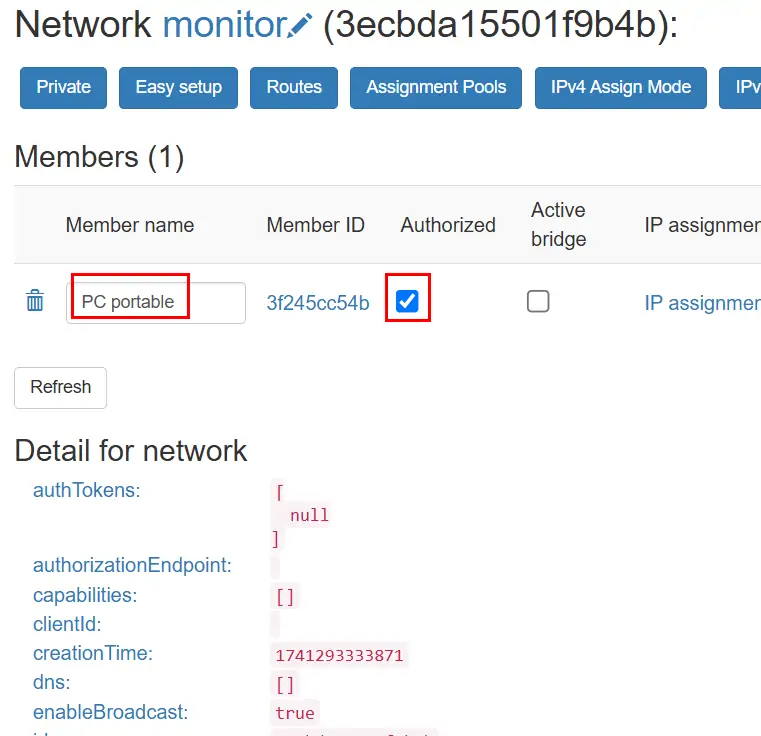 Network monitor (3ecbda15501f9b4b):
Private Easy setup Routes Assignment Pools IPv4 Assign Mode IPv
Members (1)
Member name Member ID Authorized Active bridge IP assignmen
PC portable 3f245cc54b IP assignmen
Refresh
Detail for network
authTokens: [
null
]
authorizationEndpoint:
capabilities: []
clientId:
creationTime: 1741293333871
dns: []
enableBroadcast: true